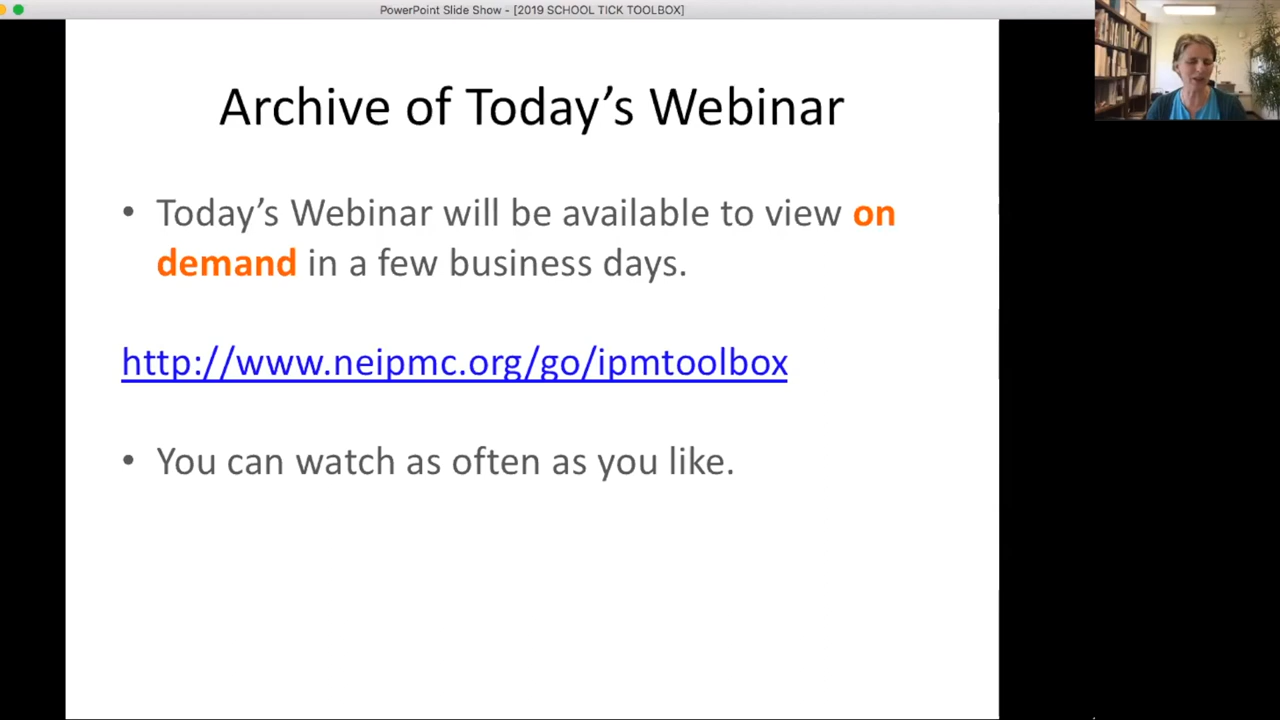 PowerPoint Slide Show - [2019 SCHOOL TICK TOOLBOX]
Archive of Today’s Webinar
• Today’s Webinar will be available to view on
demand in a few business days.
http://www.neipmc.org/go/ipmtoolbox
• You can watch as often as you like.